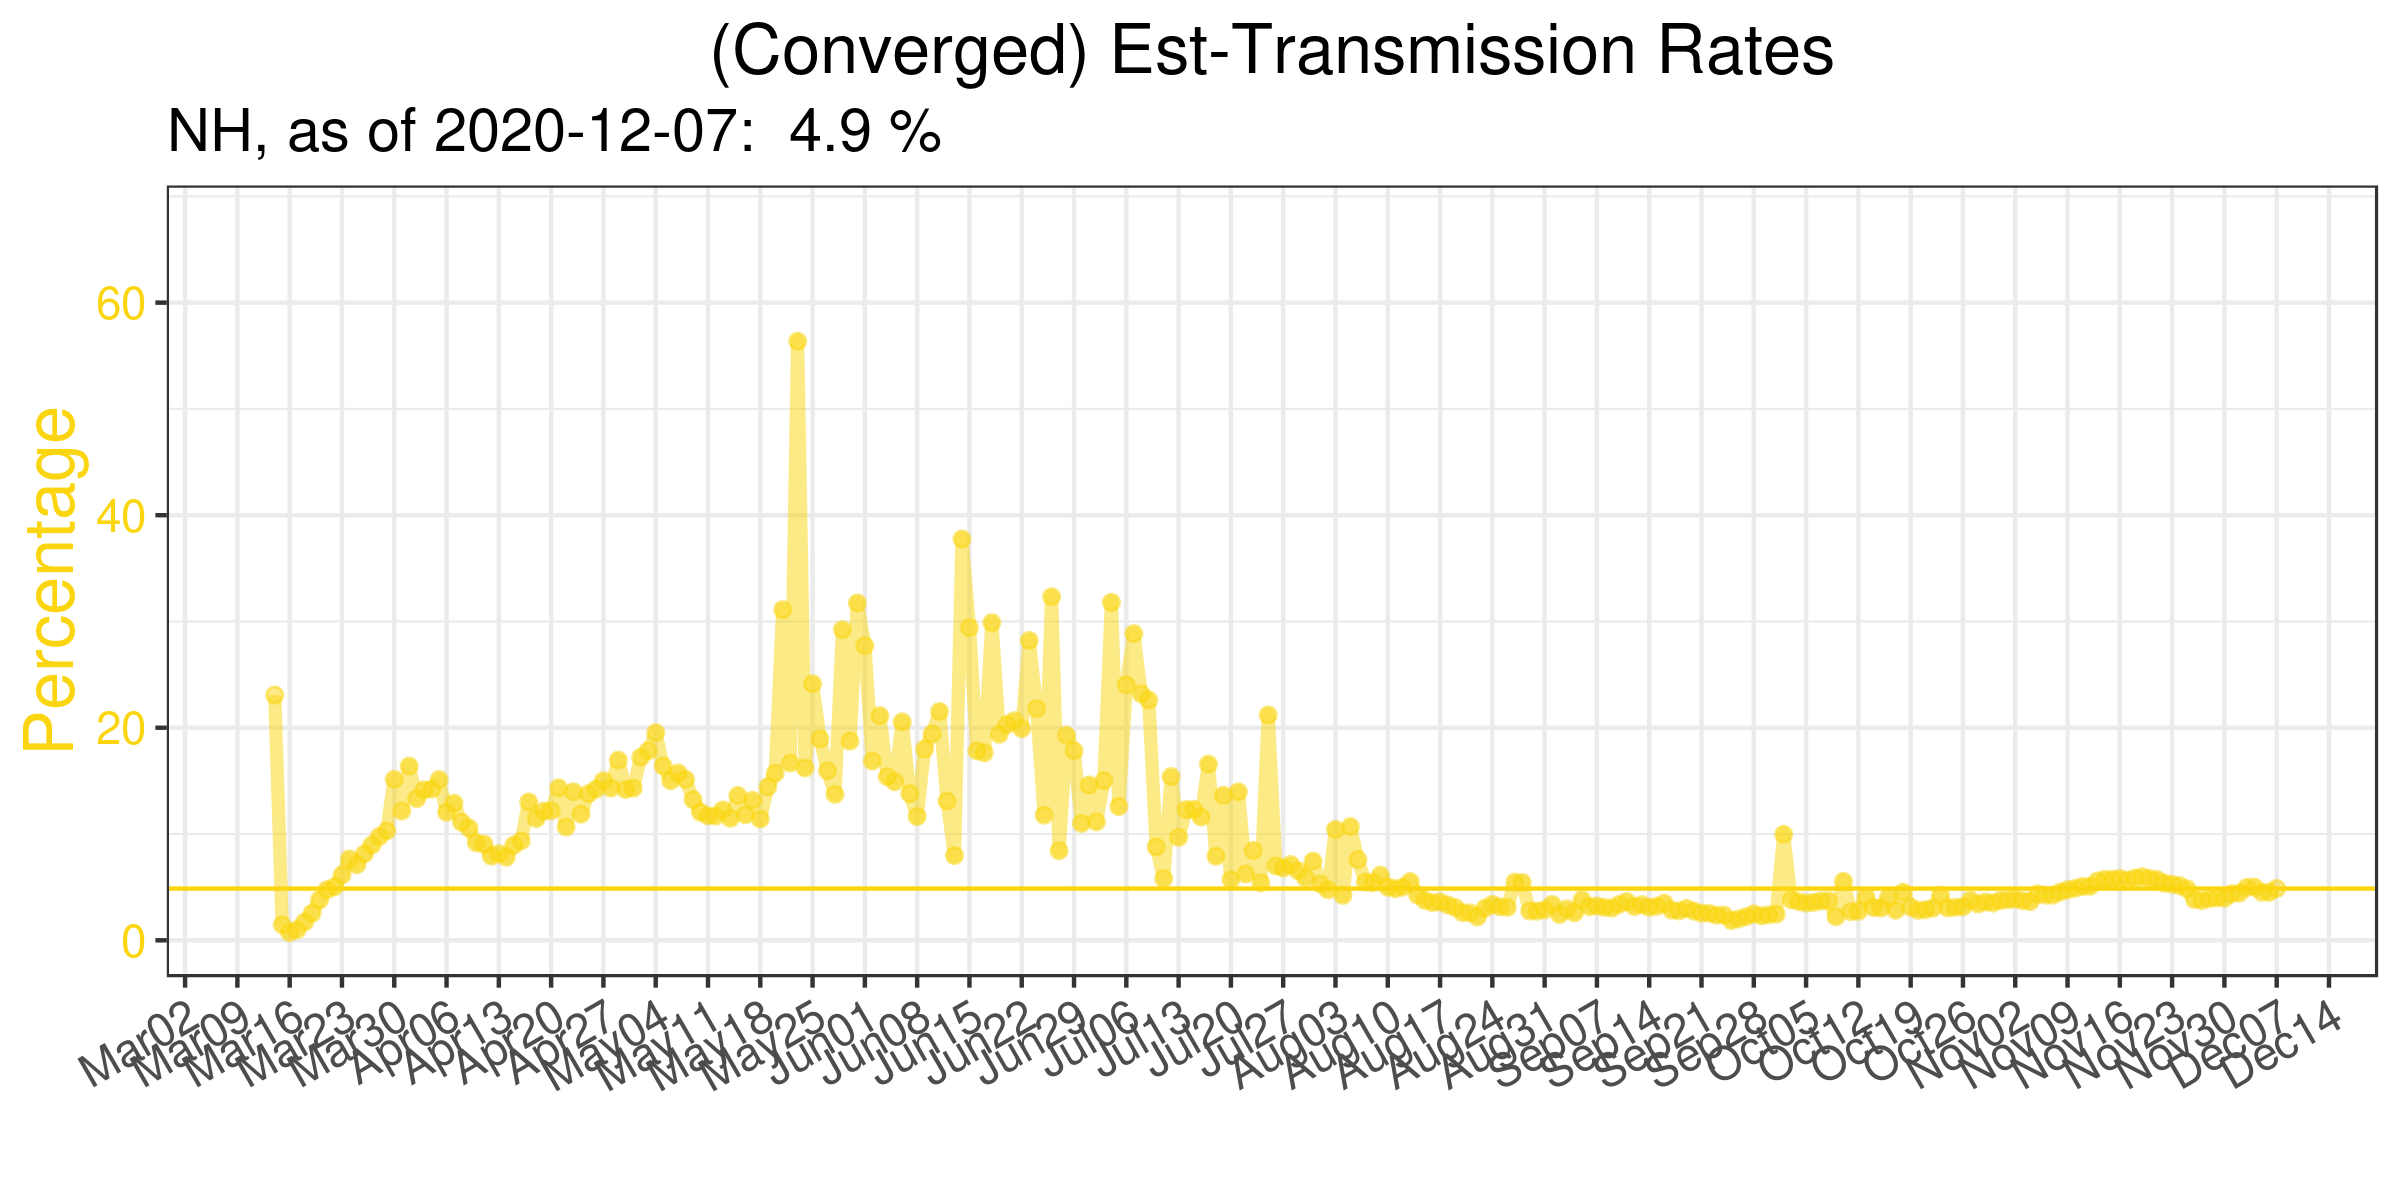 (Converged) Est-Transmission Rates
NH, as of 2020-12-07:  4.9 %
Percentage
60
40
20
0
Mar02
Mar09
Mar16
Mar23
Mar30
Apr06
Apr13
Apr20
Apr27
May04
May11
May18
May25
Jun01
Jun08
Jun15
Jun22
Jun29
Jul06
Jul13
Jul20
Jul27
Aug03
Aug10
Aug17
Aug24
Aug31
Sep07
Sep14
Sep21
Sep28
Oct05
Oct12
Oct19
Oct26
Nov02
Nov09
Nov16
Nov23
Nov30
Dec07
Dec14